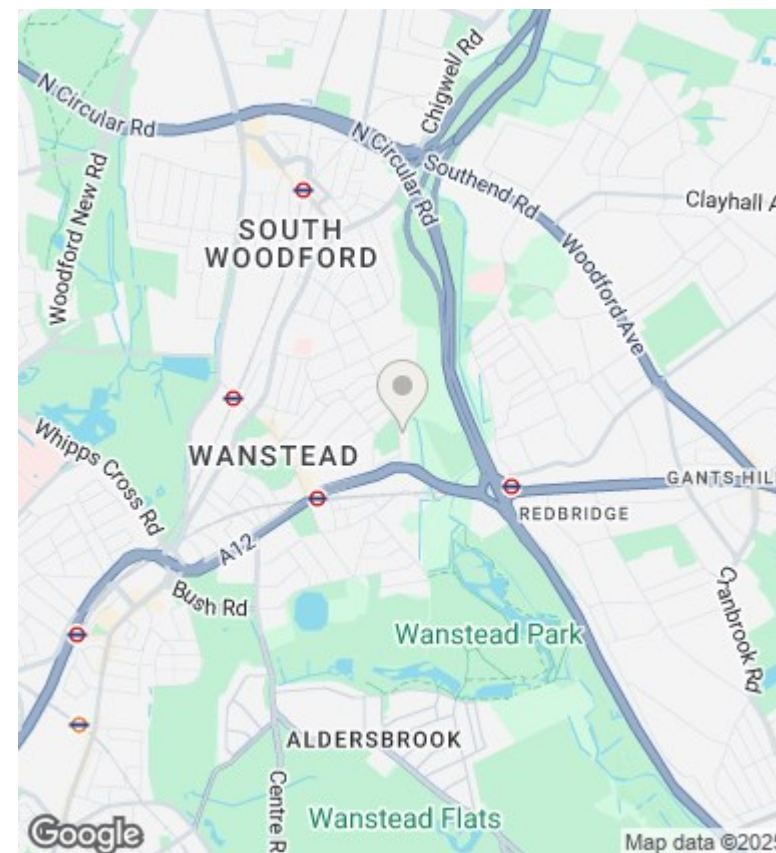 Chigwell Rd
N Circular Rd
N Circular Rd
Southend Rd
Woodford New Rd
Clayhall A
SOUTH
WOODFORD
Woodford Ave
Whipps Cross Rd
WANSTEAD
GANTS HILL
REDBRIDGE
A12
Bush Rd
Cranbrook Rd
Wanstead Park
ALDERSBROOK
Centre R
Wanstead Flats
Google
Map data ©2025